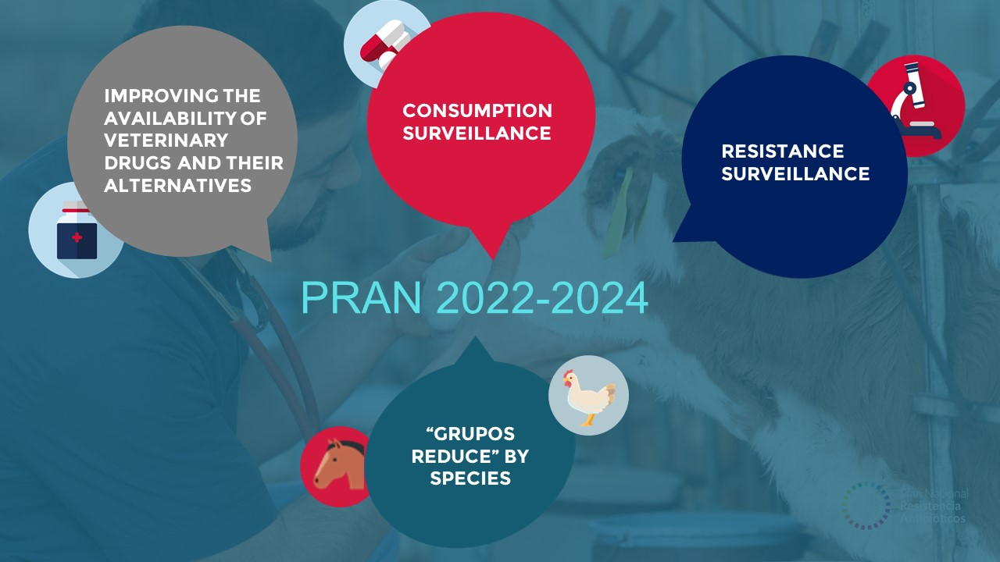 IMPROVING THE
AVAILABILITY OF
VETERINARY
DRUGS AND THEIR
ALTERNATIVES
CONSUMPTION
SURVEILLANCE
RESISTANCE
SURVEILLANCE
PRAN 2022-2024
“GRUPOS
REDUCE” BY
SPECIES
Plan Nacional
Resistencia
Antibióticos